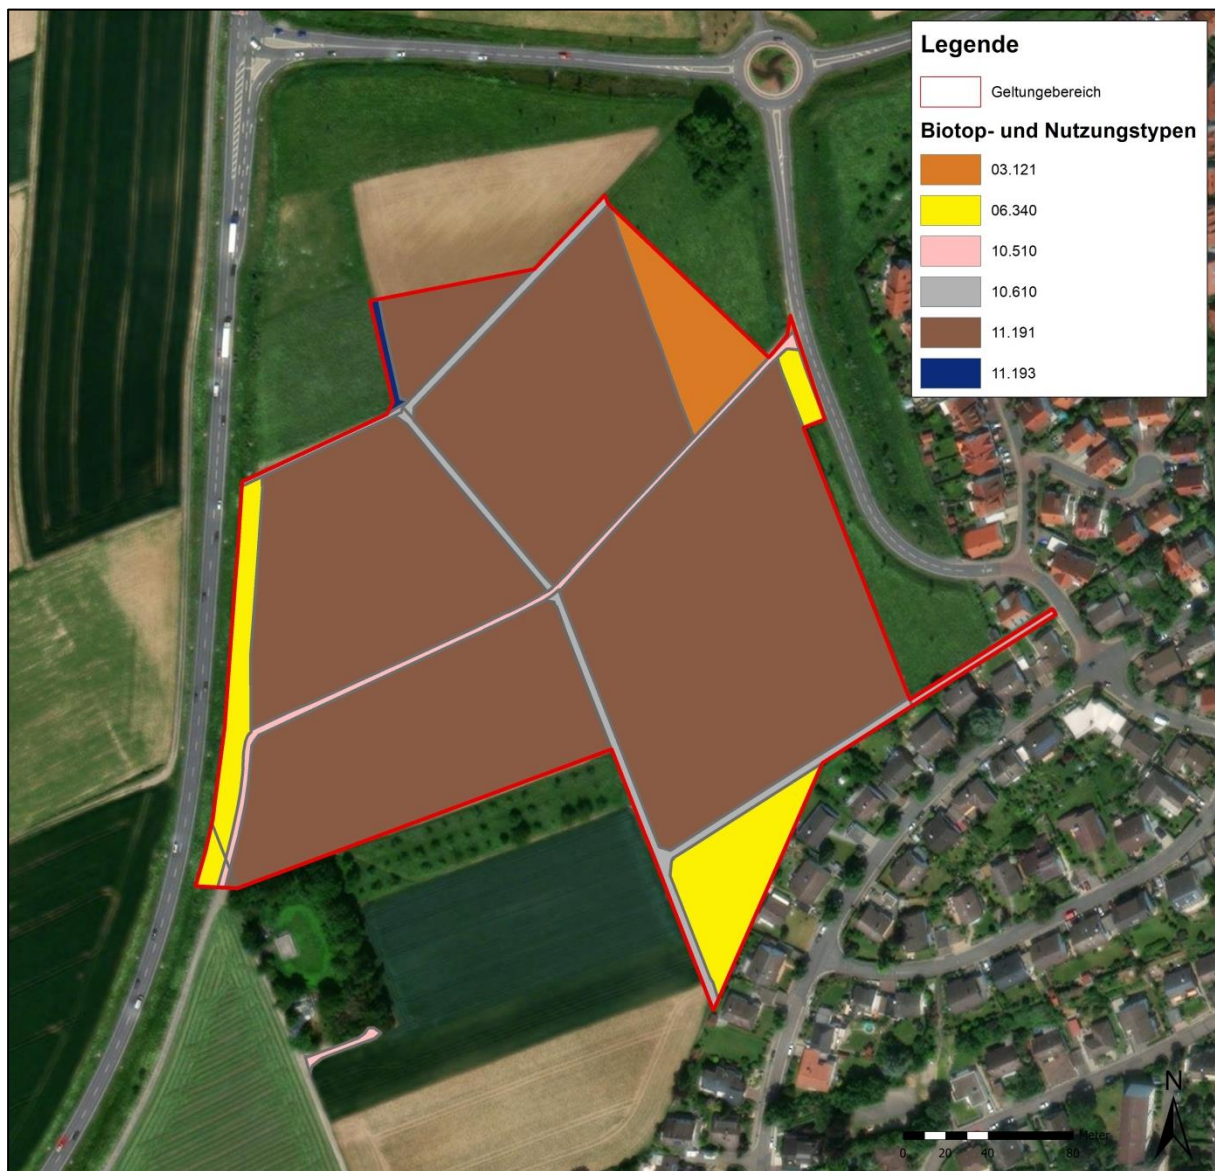 Legende
Geltungebereich
Biotop- und Nutzungstypen
03.121
06.340
10.510
10.610
11.191
11.193
N
Meter
0 20 40 80